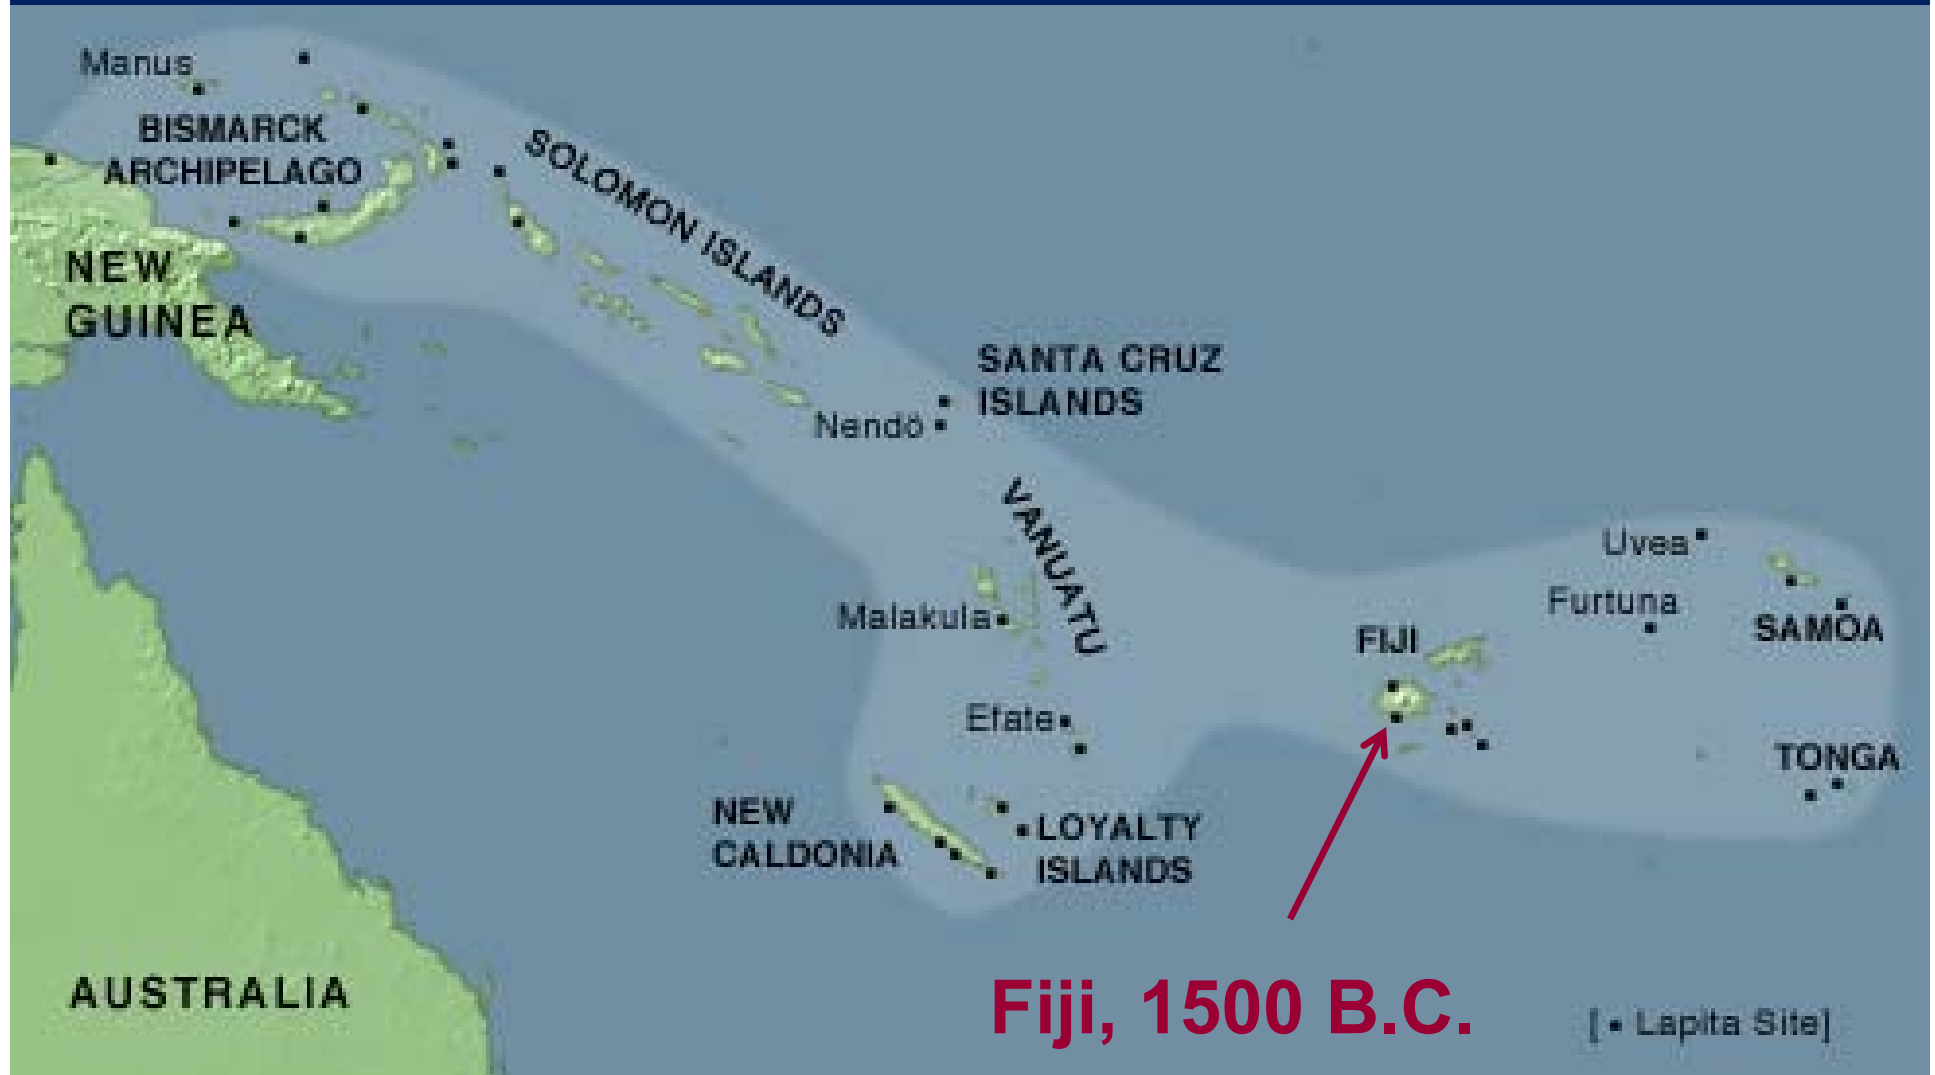 Manus
BISMARCK
ARCHIPELAGO
SOLOMON ISLANDS
NEW
GUINEA
SANTA CRUZ
ISLANDS
Nendö
VANUATU
Uvea
Furtuna
SAMOA
Malakula
FIJI
Efate
TONGA
NEW
CALDONIA
LOYALTY
ISLANDS
AUSTRALIA
Fiji, 1500 B.C.
[ ▪ Lapita Site]